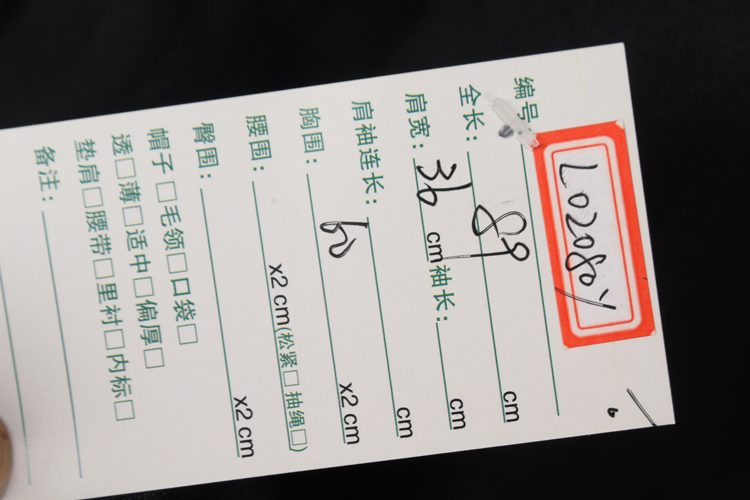 编号 L02080Y
全长: 89 cm
肩宽: 36 cm 袖长: cm
肩袖连长: cm
胸围: 60 x2 cm
腰围: x2 cm(松紧□ 抽绳□)
臀围: x2 cm
帽子□毛领□口袋□
透□薄□适中□偏厚□
垫肩□腰带□里衬□内标□
备注: